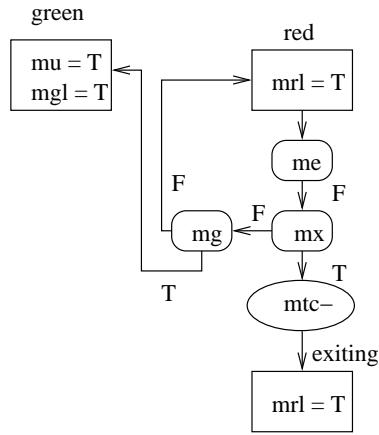 green
mu = T
mgl = T
red
mrl = T
me
F
F
F
mg
mx
T
T
mtc−
exiting
mrl = T